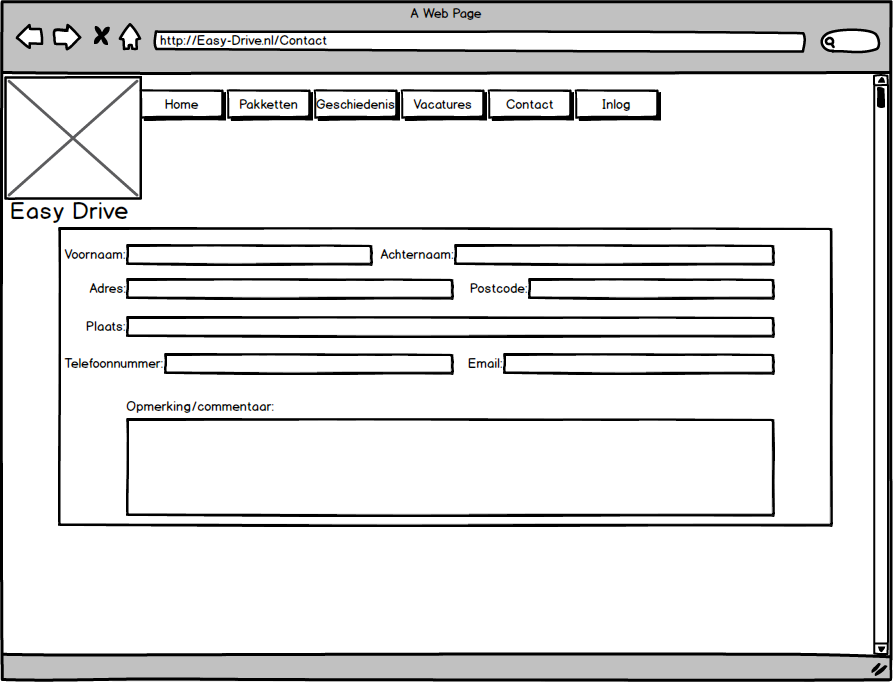 A Web Page
http://Easy-Drive.nl/Contact
Home Pakketten Geschiedenis Vacatures Contact Inlog
Easy Drive
Voornaam: Achternaam:
Adres: Postcode:
Plaats:
Telefoonnummer: Email:
Opmerking/commentaar: